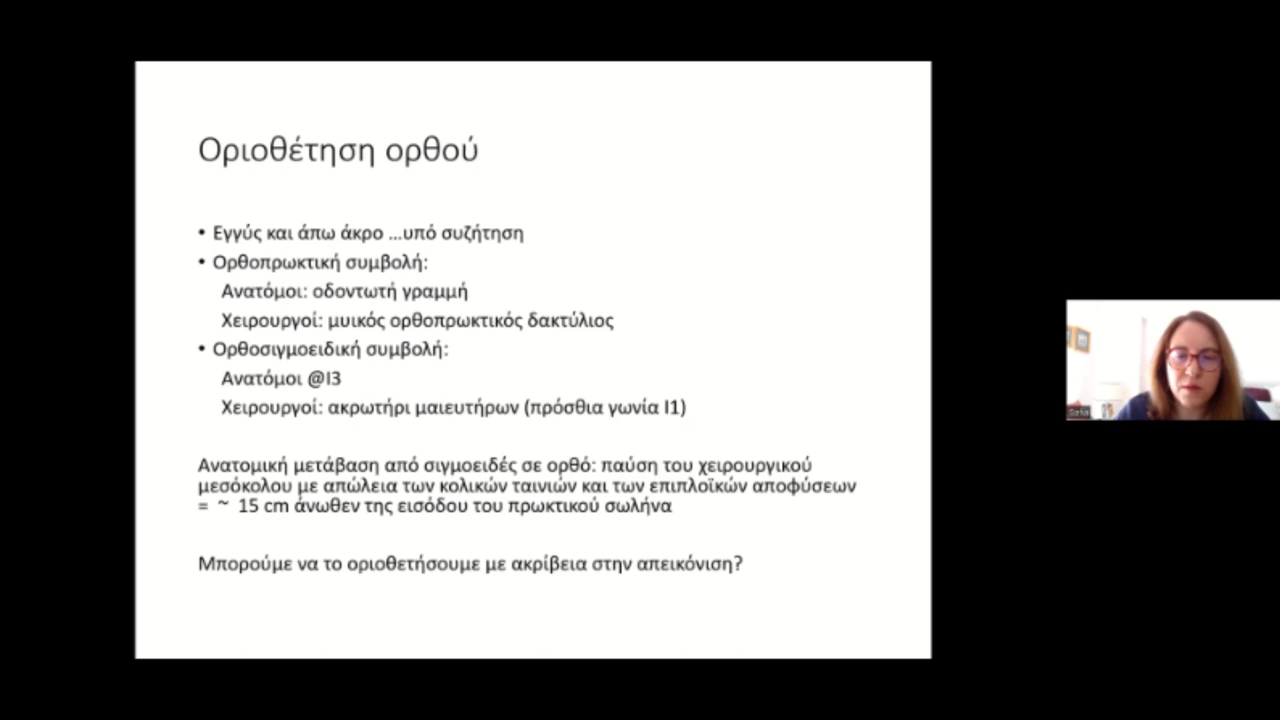 Οριοθέτηση ορθού
• Εγγύς και άπω άκρο ...υπό συζήτηση
• Ορθοπρωκτική συμβολή:
Ανατόμοι: οδοντωτή γραμμή
Χειρουργοί: μυικός ορθοπρωκτικός δακτύλιος
• Ορθοσιγμοειδική συμβολή:
Ανατόμοι @Ι3
Χειρουργοί: ακρωτήρι μαιευτήρων (πρόσθια γωνία Ι1)
Ανατομική μετάβαση από σιγμοειδές σε ορθό: παύση του χειρουργικού
μεσόκολου με απώλεια των κολικών ταινιών και των επιπλοϊκών αποφύσεων
= ~ 15 cm άνωθεν της εισόδου του πρωκτικού σωλήνα
Μπορούμε να το οριοθετήσουμε με ακρίβεια στην απεικόνιση?